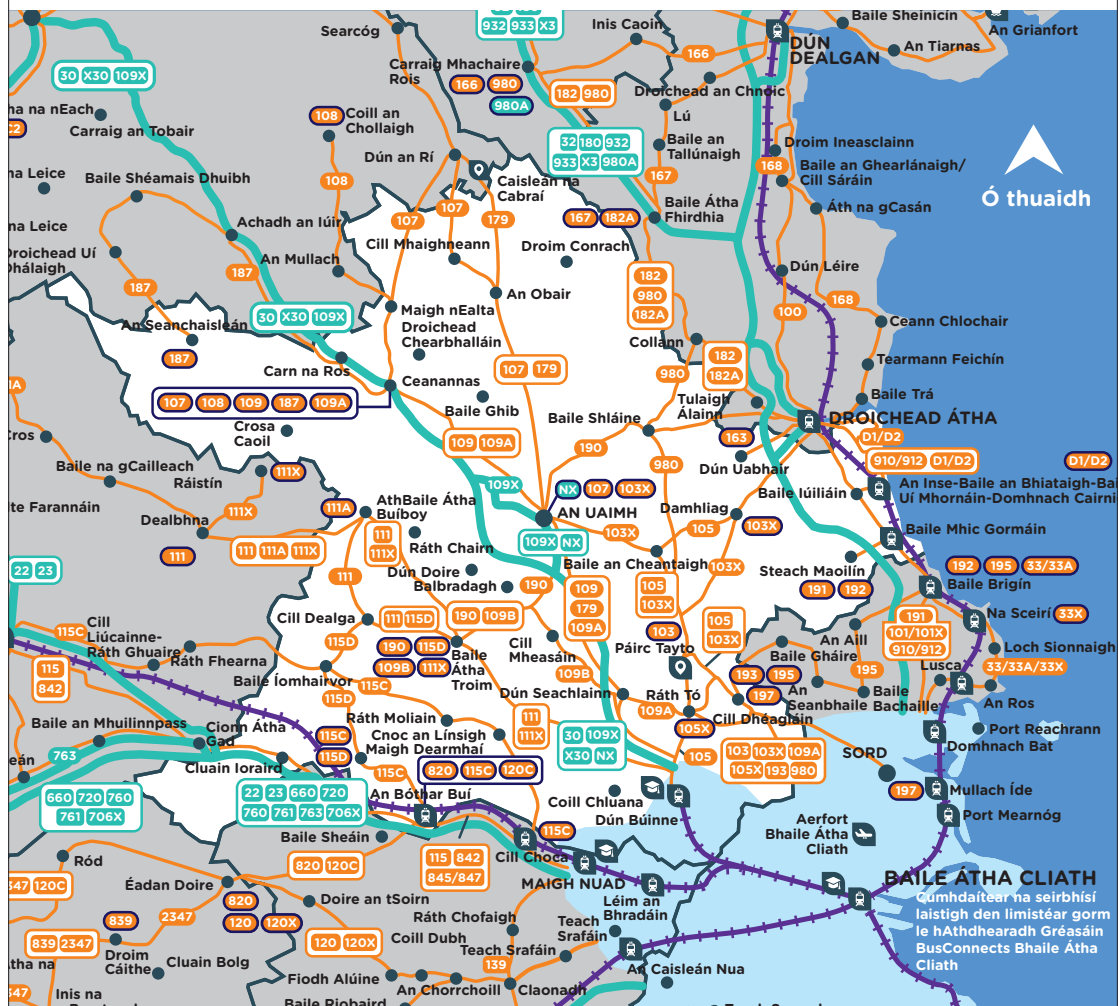 932 933 X3
Inis Caoin
Baile Sheinicín
An Grianfort
Searcóg
DÚN
DEALGAN
An Tiarnas
166
Carraig Mhachaire
Rois
30 X30 109X
166 980
980A
182 980
Droichead an Chnoic
Lú
ha na nEach
C2
Carraig an Tobair
108
Coill an
Chollaigh
32 180 932
933 X3 980A
Baile an
Tallúnaigh
Droim Ineasclainn
Dún an Rí
168
Baile an Ghearlánaigh/
Cill Sáráin
na Leice
Baile Shéamais Dhuibh
108
Caisleán na
Cabraí
167
Ó thuaidh
107
107
179
167 182A
Baile Átha
Fhirdhia
Áth na gCasán
na Leice
Achadh an Iúir
Cill Mhaighneann
Droim Conrach
Droichead Uí
Dhálaigh
An Mullach
187
Dún Léire
182
980
182A
187
An Obair
168
100
Maigh nEalta
30 X30 109X
An Seanchaisleán
Droichead
Chearbhalláin
Ceann Chlochair
Collann
187
182
182A
Tearmann Feichín
Carn na Ros
107 179
980
1A
Ceanannas
107 108 109 187 109A
Baile Ghib
Tulaigh
Álainn
Baile Trá
Baile Shláine
DROICHEAD ÁTHA
Cros
Crosa
Caoil
109 109A
190
163
D1/D2
Baile na gCailleach
Ráistín
111X
980
Dún Uabhair
910/912 D1/D2
D1/D2
109X
NX 107 103X
Baile Iúiliáin
An Inse-Baile an Bhiataigh-Bai
Uí Mhornáin-Domhnach Cairni
te Farannáin
111X
111A
AthBaile Átha
Buíboy
AN UAIMH
Damhliag
Dealbhna
103X
105
103X
Baile Mhic Gormáin
111
111 111A 111X
111
111X
Ráth Chairn
109X NX
Baile an Cheantaigh
103X
Steach Maoilín
22 23
111
Dún Doire
Balbradagh
190
109
179
109A
105
103X
191 192
192 195 33/33A
Baile Brigín
Cill Dealga
111 115D
190 109B
105
103X
191
101/101X
910/912
Na Sceirí
33X
Cill
Liúcainne-
Ráth Ghuaire
115C
115D
190 115D
109B 111X
Baile
Átha
Troim
Cill
Mheasáin
103
Páirc Tayto
An Aill
Loch Sionnaigh
Ráth Fhearna
Baile Gháire
Lusca
33/33A/33X
115
842
Baile Íomhairvor
115C
109B
193 195
197
195
115D
Dún Seachlainn
Ráth Tó
An
Seanbhaile
Baile
Bachaille
An Ros
109A
Baile an Mhuilinnpass
Cionn Átha
Gad
Ráth Moliain
111
111X
105X
Cill Dhéagláin
Port Reachrann
115C
Cnoc an Línsigh
30 109X
X30 NX
Domhnach Bat
763
115D
Maigh Dearmhaí
105
103 103X 109A
105X 193 980
SORD
eán
Cluain Ioraird
115C
820 115C 120C
197
Mullach Íde
660 720 760
761 706X
22 23 660 720
760 761 763 706X
An Bóthar Buí
Coill Chluana
Dún Búinne
Port Mearnóg
Baile Sheáin
115C
Aerfort
Bhaile Átha
Cliath
Ród
820 120C
115 842
845/847
Cill Choca
847 120C
Éadan Doire
MAIGH NUAD
BAILE ÁTHA CLIATH
820
Doire an tSoirn
Léim an
Bhradáin
Cumhdaítear na seirbhísí
laistigh den limistéar gorm
le hAthdhearadh Gréasáin
BusConnects Bhaile Átha
Cliath
839
2347
120 120X
Ráth Chofaigh
Teach
Srafáin
839 2347
Droim
Cáithe
120 120X
Coill Dubh
Teach Srafáin
Cluain Bolg
139
An Caisleán Nua
Fiodh Alúine
An Chorrchoill
Claonadh
Inis na
Baile Riobaird